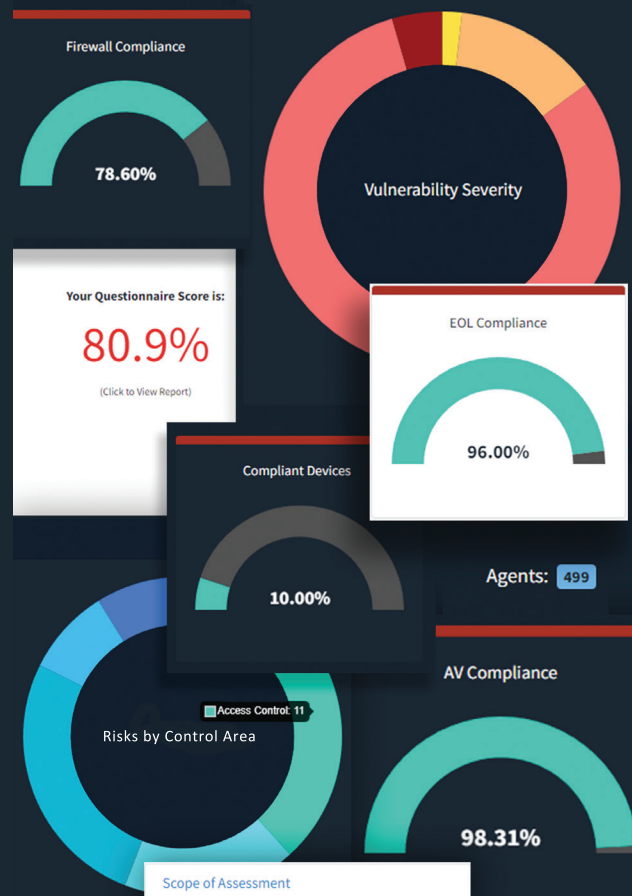 Firewall Compliance
78.60%
Vulnerability Severity
Your Questionnaire Score is:
80.9%
(Click to View Report)
EOL Compliance
96.00%
Compliant Devices
10.00%
Agents: 499
AV Compliance
98.31%
Access Control: 11
Risks by Control Area
Scope of Assessment